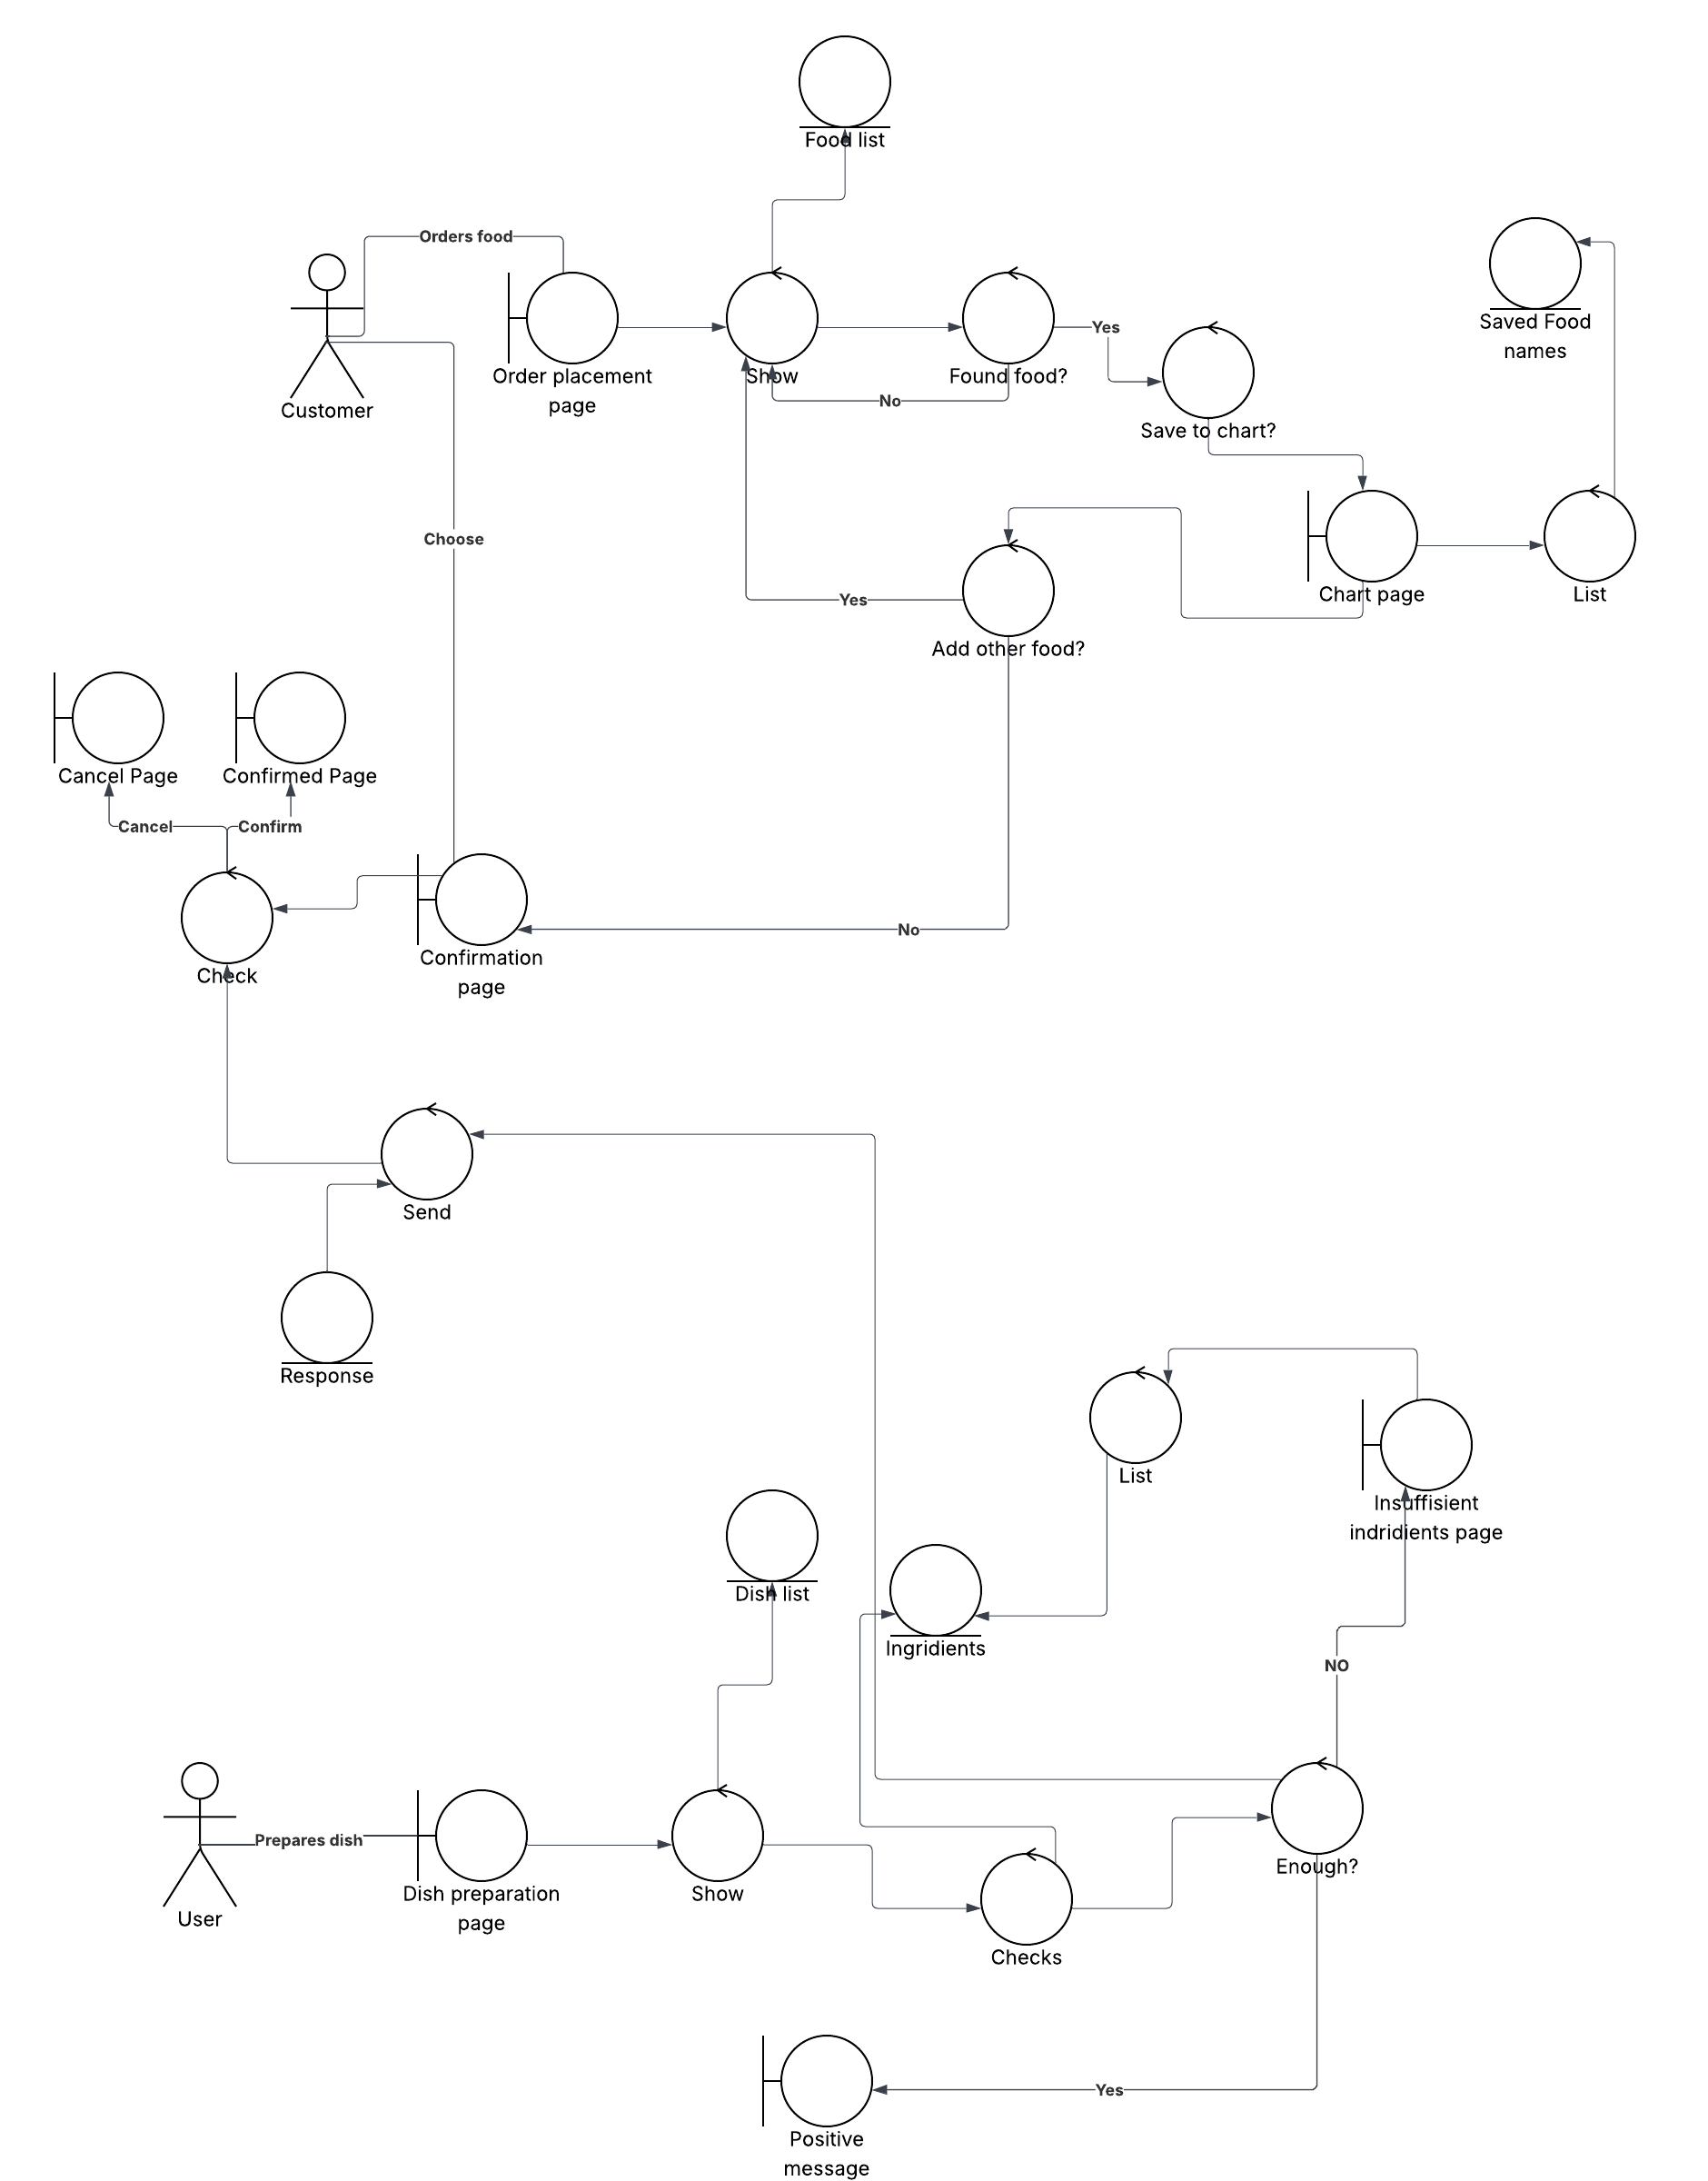 Food list
Orders food
Customer
Order placement
page
Show
Found food?
No
Yes
Save to chart?
Saved Food
names
Choose
Yes
Add other food?
Chart page
List
Cancel Page
Confirmed Page
Cancel
Confirm
Check
Confirmation
page
No
Send
Response
List
Insuffisient
indridients page
Dish list
Ingridients
NO
User
Prepares dish
Dish preparation
page
Show
Checks
Enough?
Yes
Positive
message